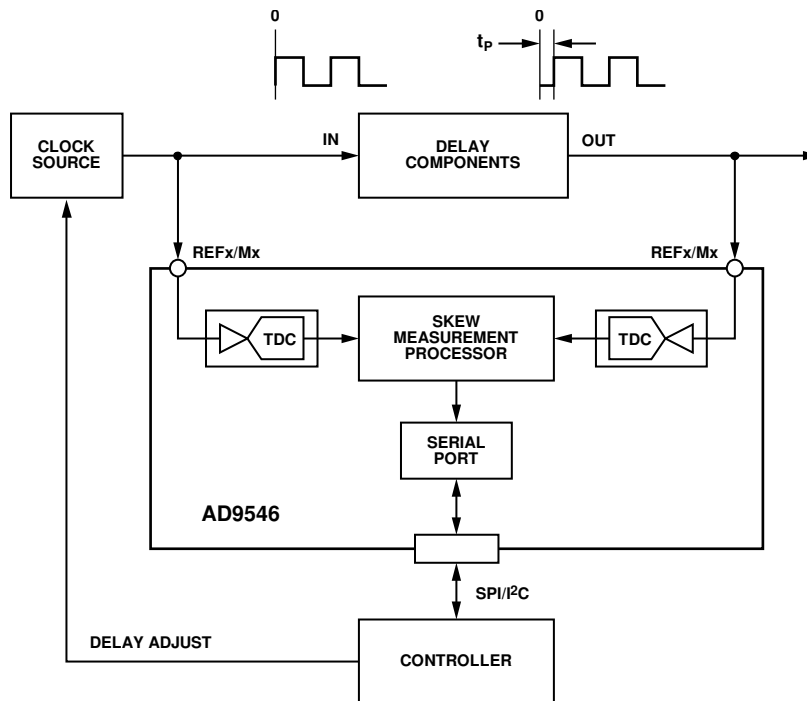 0
0
tP
CLOCK
SOURCE
IN
DELAY
COMPONENTS
OUT
REFx/Mx
REFx/Mx
TDC
SKEW
MEASUREMENT
PROCESSOR
TDC
SERIAL
PORT
AD9546
SPI/I2C
DELAY ADJUST
CONTROLLER